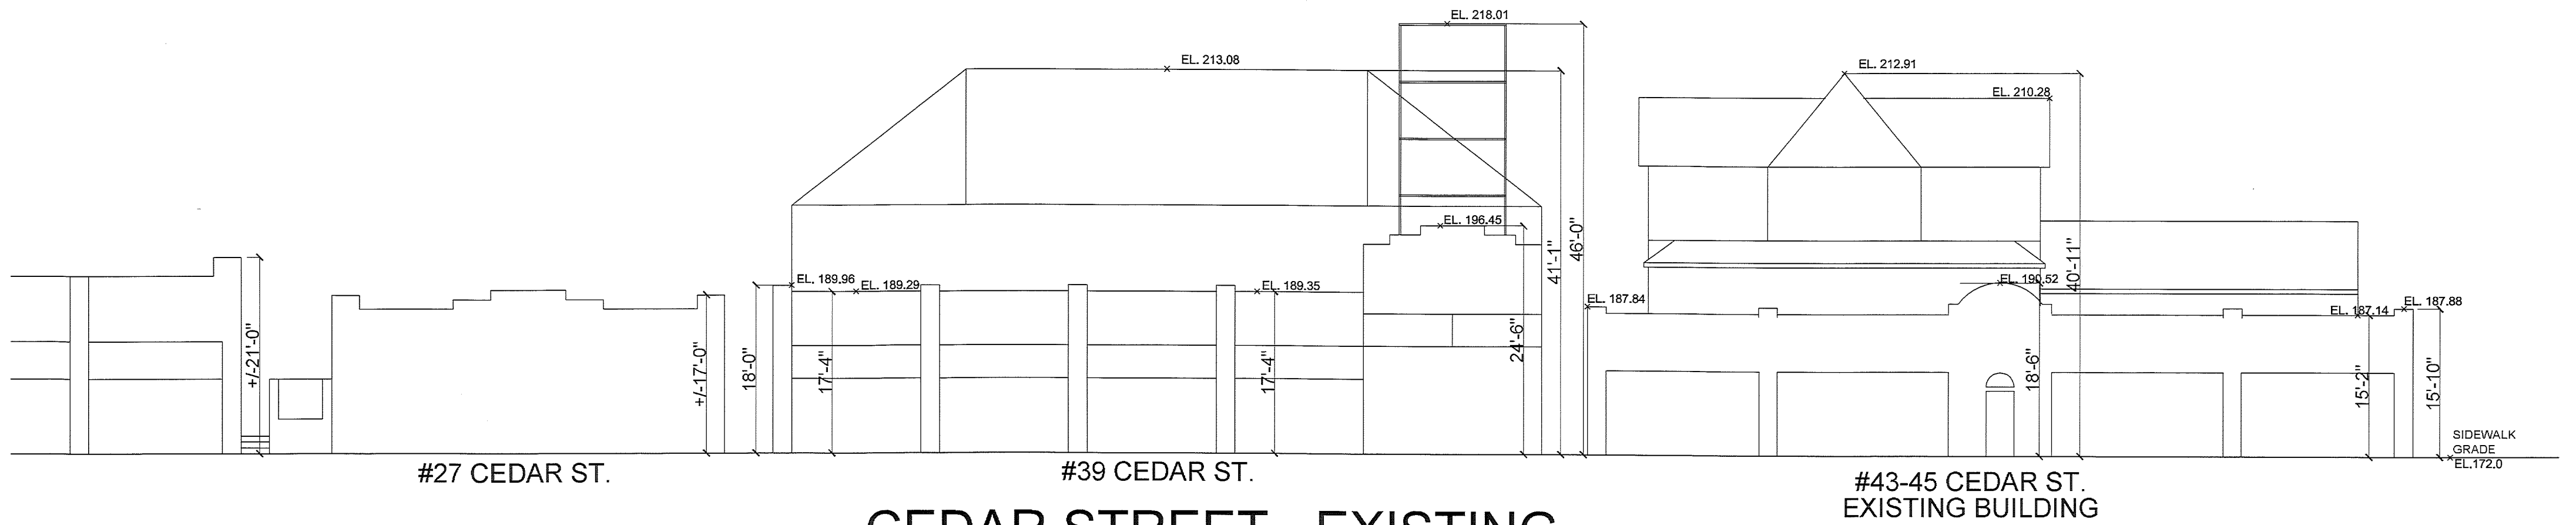 EL. 218.01
EL. 213.08
EL. 212.91
EL. 210.28
EL. 196.45
EL. 189.96
EL. 189.29
EL. 189.35
EL. 190.52
EL. 187.84
EL. 187.14
EL. 187.88
+/-21'-0"
+/-17'-0"
18'-0"
17'-4"
17'-4"
24'-6"
41'-1"
46'-0"
18'-6"
40'-11"
15'-2"
15'-10"
SIDEWALK
GRADE
EL.172.0
#27 CEDAR ST.
#39 CEDAR ST.
#43-45 CEDAR ST.
EXISTING BUILDING
CEDAR STREET - EXISTING